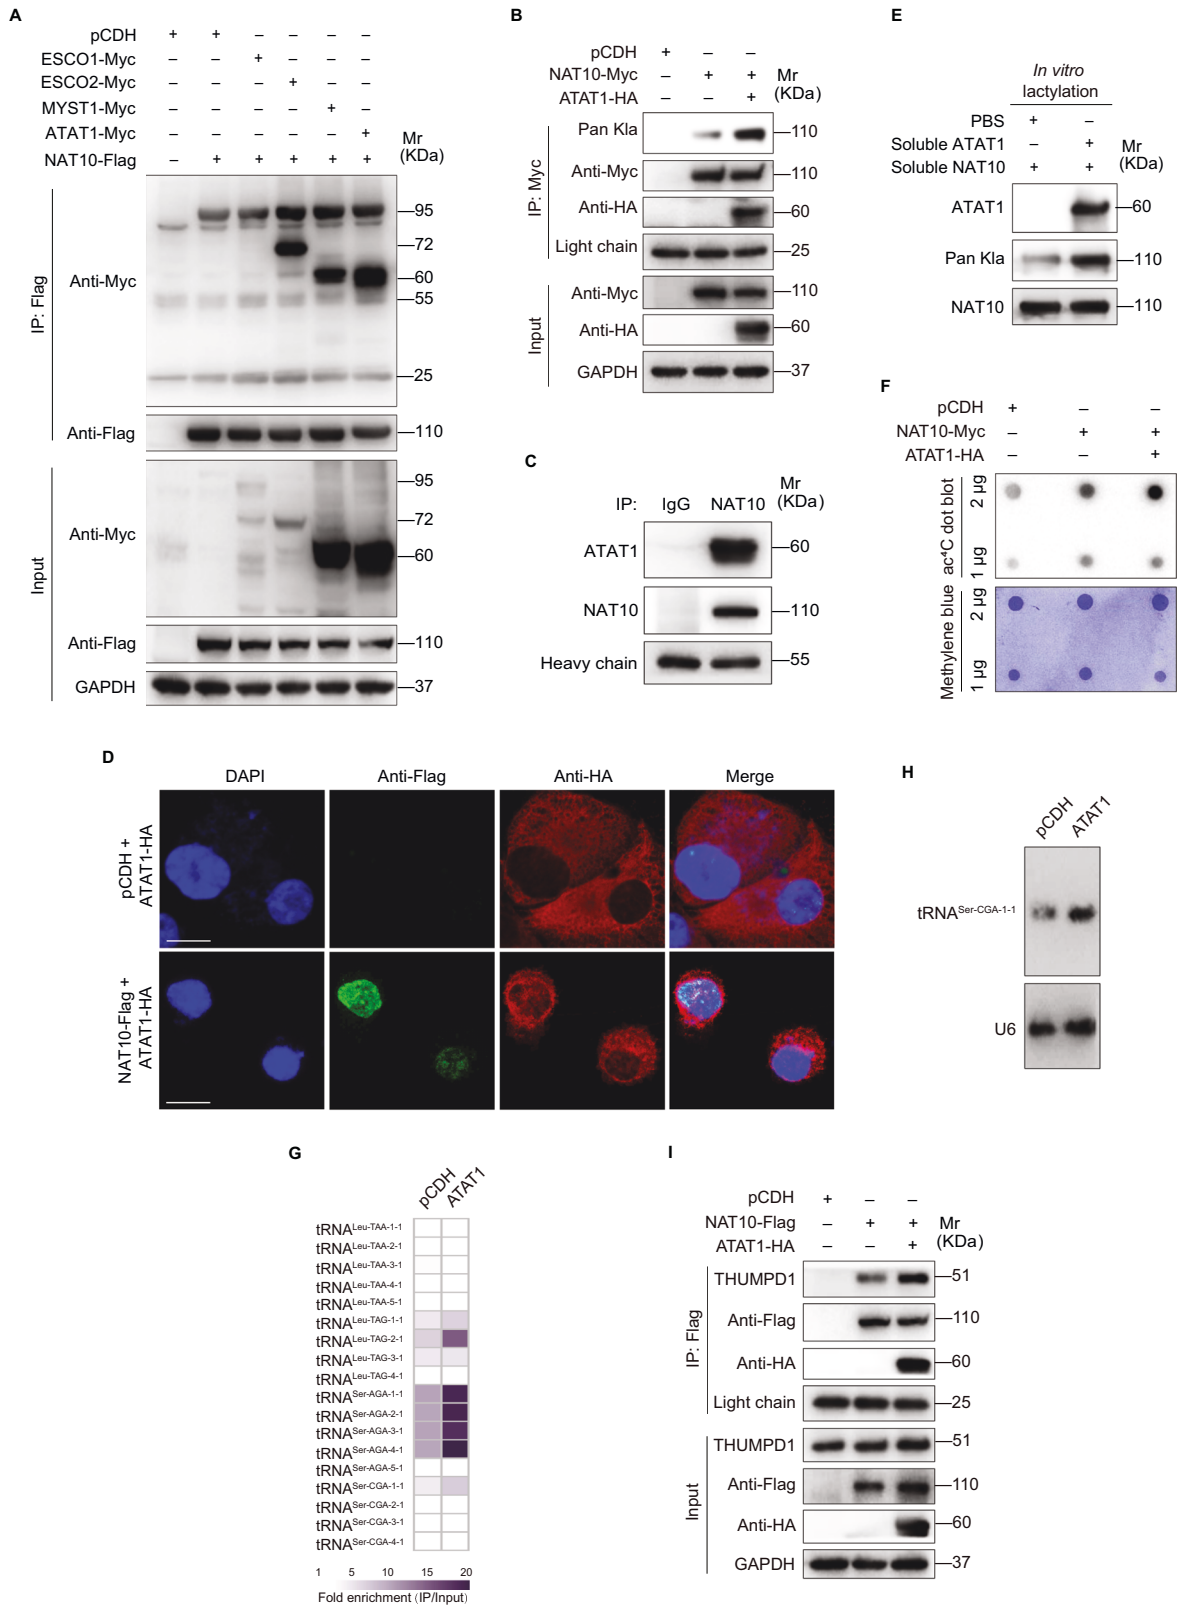 A
pCDH + + – – – –
ESCO1-Myc – – + – – –
ESCO2-Myc – – – + – –
MYST1-Myc – – – – + –
ATAT1-Myc – – – – – +
NAT10-Flag – + + + + +
Mr
(KDa)
IP: Flag
Anti-Myc
95
72
60
55
25
Anti-Flag
110
Input
Anti-Myc
95
72
60
Anti-Flag
110
GAPDH
37
B
pCDH + – –
NAT10-Myc – + +
ATAT1-HA – – +
Mr
(KDa)
IP: Myc
Pan Kla
110
Anti-Myc
110
Anti-HA
60
Light chain
25
Input
Anti-Myc
110
Anti-HA
60
GAPDH
37
C
IP: IgG NAT10
Mr
(KDa)
ATAT1
60
NAT10
110
Heavy chain
55
E
In vitro
lactylation
PBS + –
Soluble ATAT1 – +
Soluble NAT10 + +
Mr
(KDa)
ATAT1
60
Pan Kla
110
NAT10
110
F
pCDH + – –
NAT10-Myc – + +
ATAT1-HA – – +
ac⁴C dot blot
2 µg
1 µg
Methylene blue
2 µg
1 µg
D
DAPI Anti-Flag Anti-HA Merge
pCDH +
ATAT1-HA
NAT10-Flag +
ATAT1-HA
H
pCDH ATAT1
tRNA^Ser-CGA-1-1
U6
G
pCDH ATAT1
tRNA^Leu-TAA-1-1
tRNA^Leu-TAA-2-1
tRNA^Leu-TAA-3-1
tRNA^Leu-TAA-4-1
tRNA^Leu-TAA-5-1
tRNA^Leu-TAG-1-1
tRNA^Leu-TAG-2-1
tRNA^Leu-TAG-3-1
tRNA^Leu-TAG-4-1
tRNA^Ser-AGA-1-1
tRNA^Ser-AGA-2-1
tRNA^Ser-AGA-3-1
tRNA^Ser-AGA-4-1
tRNA^Ser-AGA-5-1
tRNA^Ser-CGA-1-1
tRNA^Ser-CGA-2-1
tRNA^Ser-CGA-3-1
tRNA^Ser-CGA-4-1
1 5 10 15 20
Fold enrichment (IP/Input)
I
pCDH + – –
NAT10-Flag – + +
ATAT1-HA – – +
Mr
(KDa)
IP: Flag
THUMPD1
51
Anti-Flag
110
Anti-HA
60
Light chain
25
Input
THUMPD1
51
Anti-Flag
110
Anti-HA
60
GAPDH
37